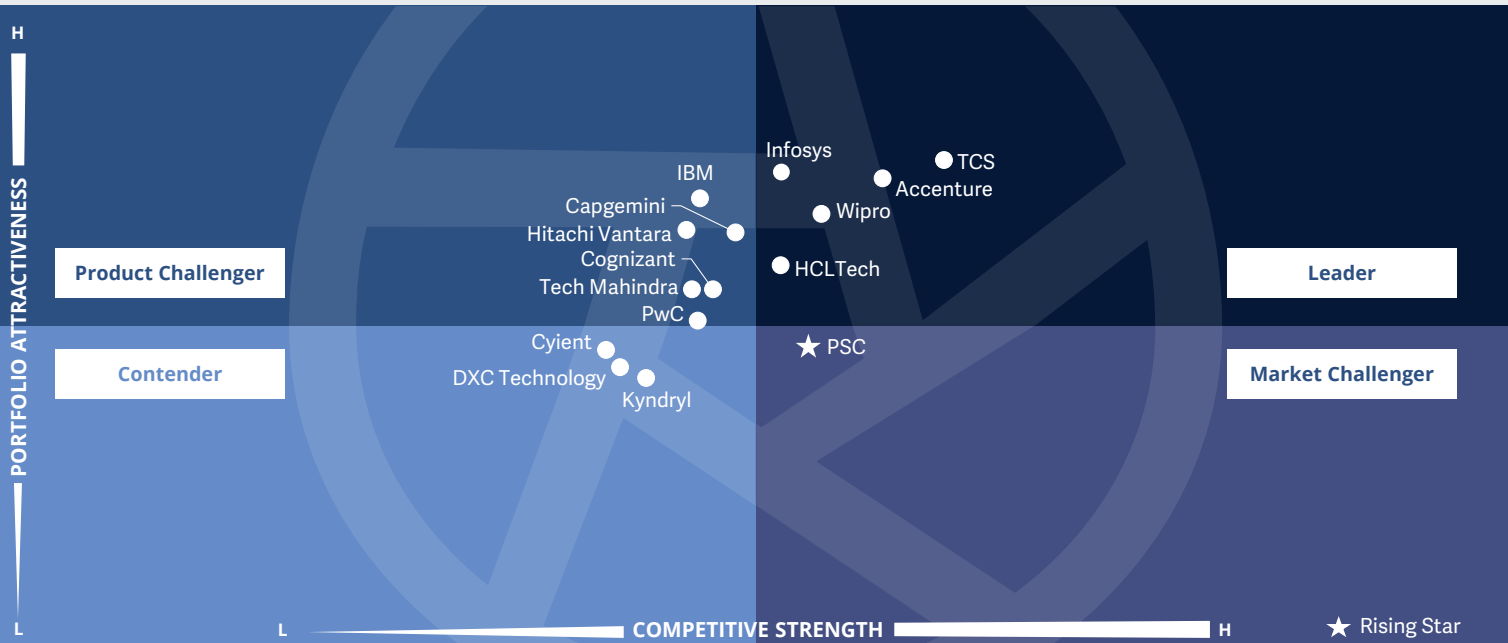 H
PORTFOLIO ATTRACTIVENESS
L
Product Challenger
Contender
Infosys
TCS
IBM
Accenture
Capgemini
Wipro
Hitachi Vantara
Cognizant
HCLTech
Tech Mahindra
PwC
Cyient
PSC
DXC Technology
Kyndryl
Leader
Market Challenger
L
COMPETITIVE STRENGTH
H
Rising Star